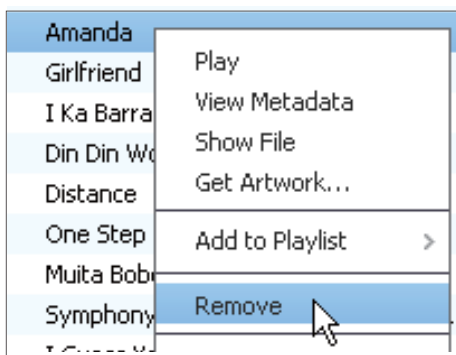 Amanda
Girlfriend
I Ka Barra
Din Din Wo
Distance
One Step
Muita Bob
Symphony
Play
View Metadata
Show File
Get Artwork...
Add to Playlist
Remove